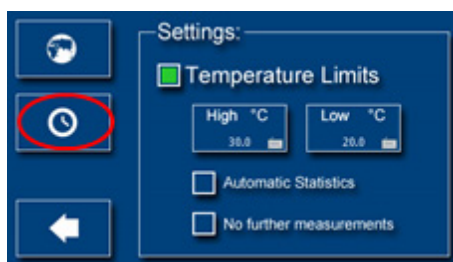 Settings:
Temperature Limits
High °C Low °C
30.0 20.0
Automatic Statistics
No further measurements